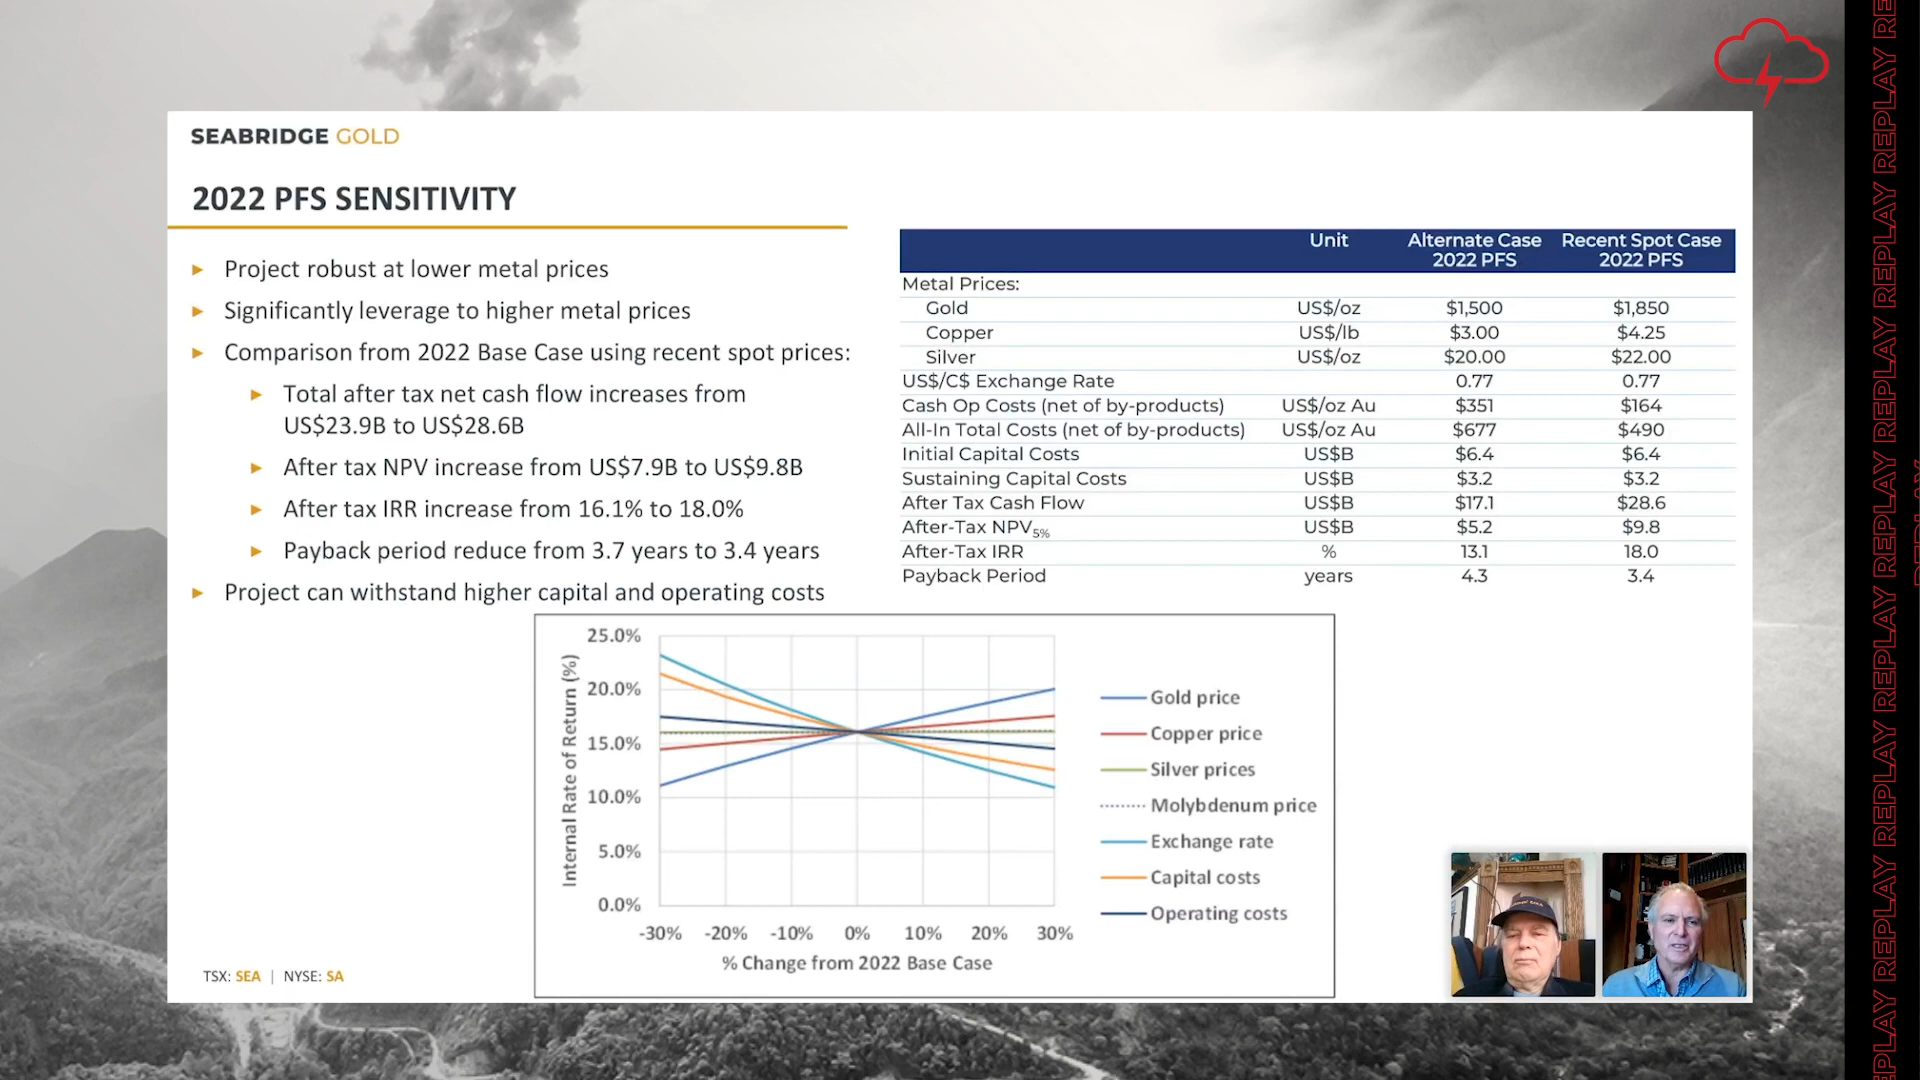 SEABRIDGE GOLD
2022 PFS SENSITIVITY
Project robust at lower metal prices
Significantly leverage to higher metal prices
Comparison from 2022 Base Case using recent spot prices:
Total after tax net cash flow increases from
US$23.9B to US$28.6B
After tax NPV increase from US$7.9B to US$9.8B
After tax IRR increase from 16.1% to 18.0%
Payback period reduce from 3.7 years to 3.4 years
Project can withstand higher capital and operating costs
Unit Alternate Case Recent Spot Case
2022 PFS 2022 PFS
Metal Prices:
Gold US$/oz $1,500 $1,850
Copper US$/lb $3.00 $4.25
Silver US$/oz $20.00 $22.00
US$/C$ Exchange Rate 0.77 0.77
Cash Op Costs (net of by-products) US$/oz Au $351 $164
All-In Total Costs (net of by-products) US$/oz Au $677 $490
Initial Capital Costs US$B $6.4 $6.4
Sustaining Capital Costs US$B $3.2 $3.2
After Tax Cash Flow US$B $17.1 $28.6
After-Tax NPV5% US$B $5.2 $9.8
After-Tax IRR % 13.1 18.0
Payback Period years 4.3 3.4
Internal Rate of Return (%)
25.0%
20.0%
15.0%
10.0%
5.0%
0.0%
-30% -20% -10% 0% 10% 20% 30%
% Change from 2022 Base Case
Gold price
Copper price
Silver prices
Molybdenum price
Exchange rate
Capital costs
Operating costs
TSX: SEA | NYSE: SA
REPLAY REPLAY REPLAY REPLAY REPLAY REPLAY REPLAY REPLAY REPLAY REPLAY